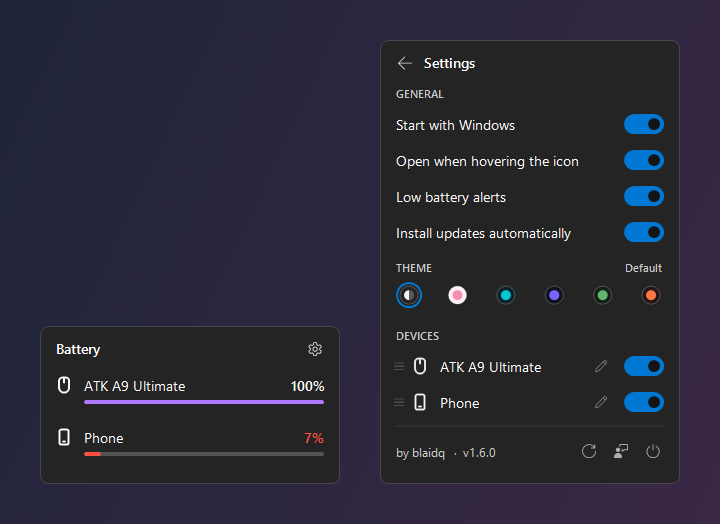 Battery
ATK A9 Ultimate 100%
Phone 7%
Settings
GENERAL
Start with Windows
Open when hovering the icon
Low battery alerts
Install updates automatically
THEME Default
DEVICES
ATK A9 Ultimate
Phone
by blaidq · v1.6.0